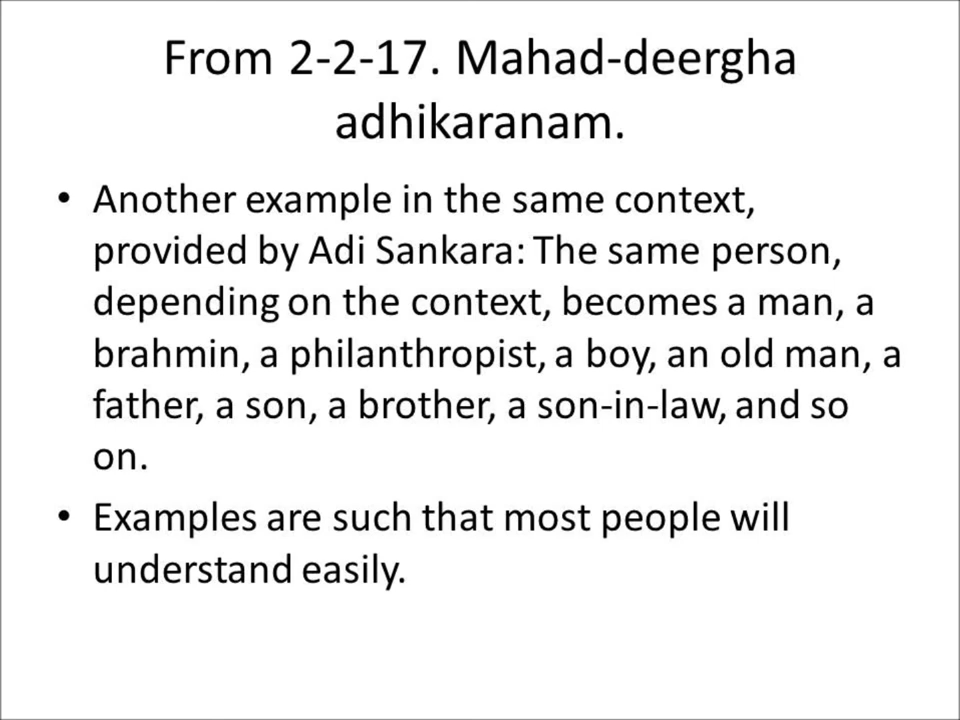 From 2-2-17. Mahad-deergha
adhikaranam.
• Another example in the same context,
provided by Adi Sankara: The same person,
depending on the context, becomes a man, a
brahmin, a philanthropist, a boy, an old man, a
father, a son, a brother, a son-in-law, and so
on.
• Examples are such that most people will
understand easily.